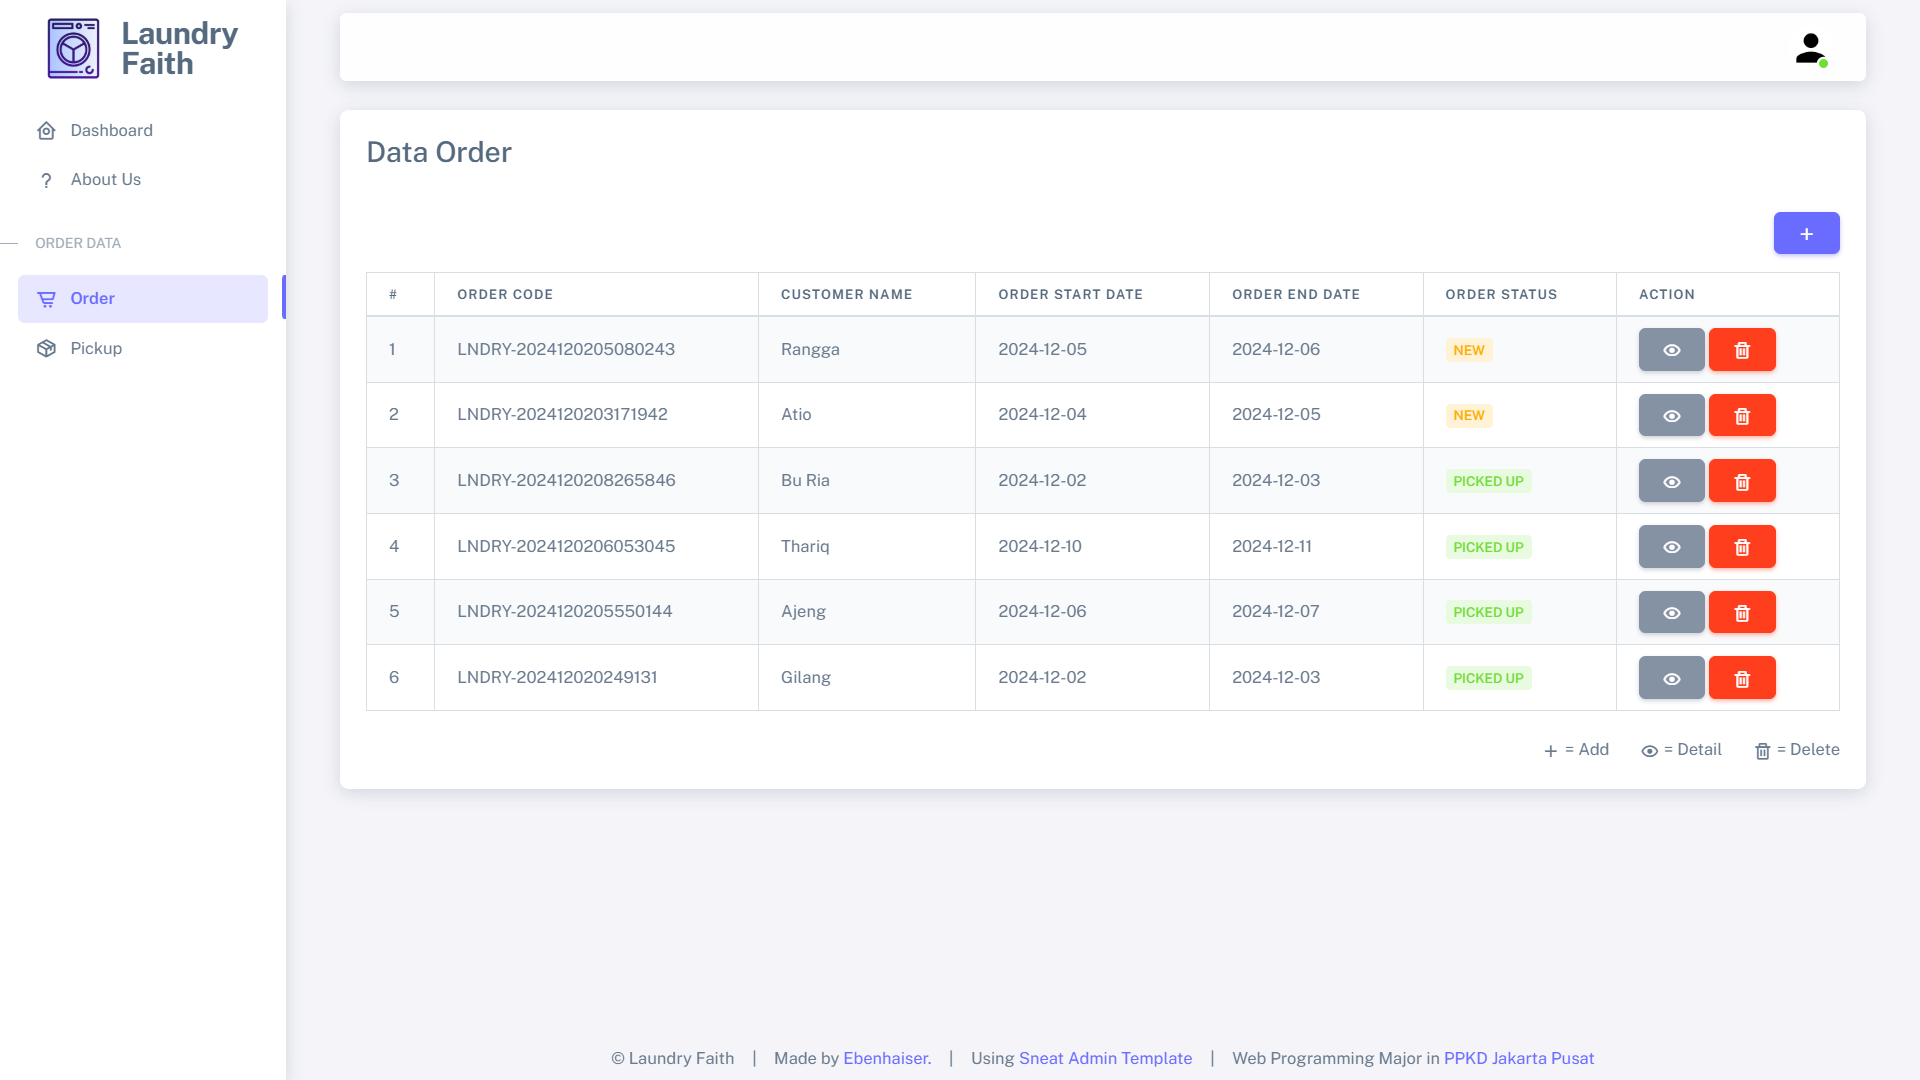 Laundry
Faith
Dashboard
? About Us
ORDER DATA
Order
Pickup
Data Order
+
# ORDER CODE CUSTOMER NAME ORDER START DATE ORDER END DATE ORDER STATUS ACTION
1 LNDRY-2024120205080243 Rangga 2024-12-05 2024-12-06 NEW
2 LNDRY-2024120203171942 Atio 2024-12-04 2024-12-05 NEW
3 LNDRY-2024120208265846 Bu Ria 2024-12-02 2024-12-03 PICKED UP
4 LNDRY-2024120206053045 Thariq 2024-12-10 2024-12-11 PICKED UP
5 LNDRY-2024120205550144 Ajeng 2024-12-06 2024-12-07 PICKED UP
6 LNDRY-202412020249131 Gilang 2024-12-02 2024-12-03 PICKED UP
+ = Add = Detail = Delete
© Laundry Faith | Made by Ebenhaiser. | Using Sneat Admin Template | Web Programming Major in PPKD Jakarta Pusat